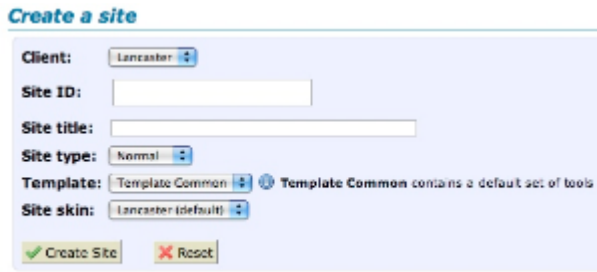 Create a site
Client: Lancaster
Site ID:
Site title:
Site type: Normal
Template: Template Common Template Common contains a default set of tools
Site skin: Lancaster (default)
Create Site Reset